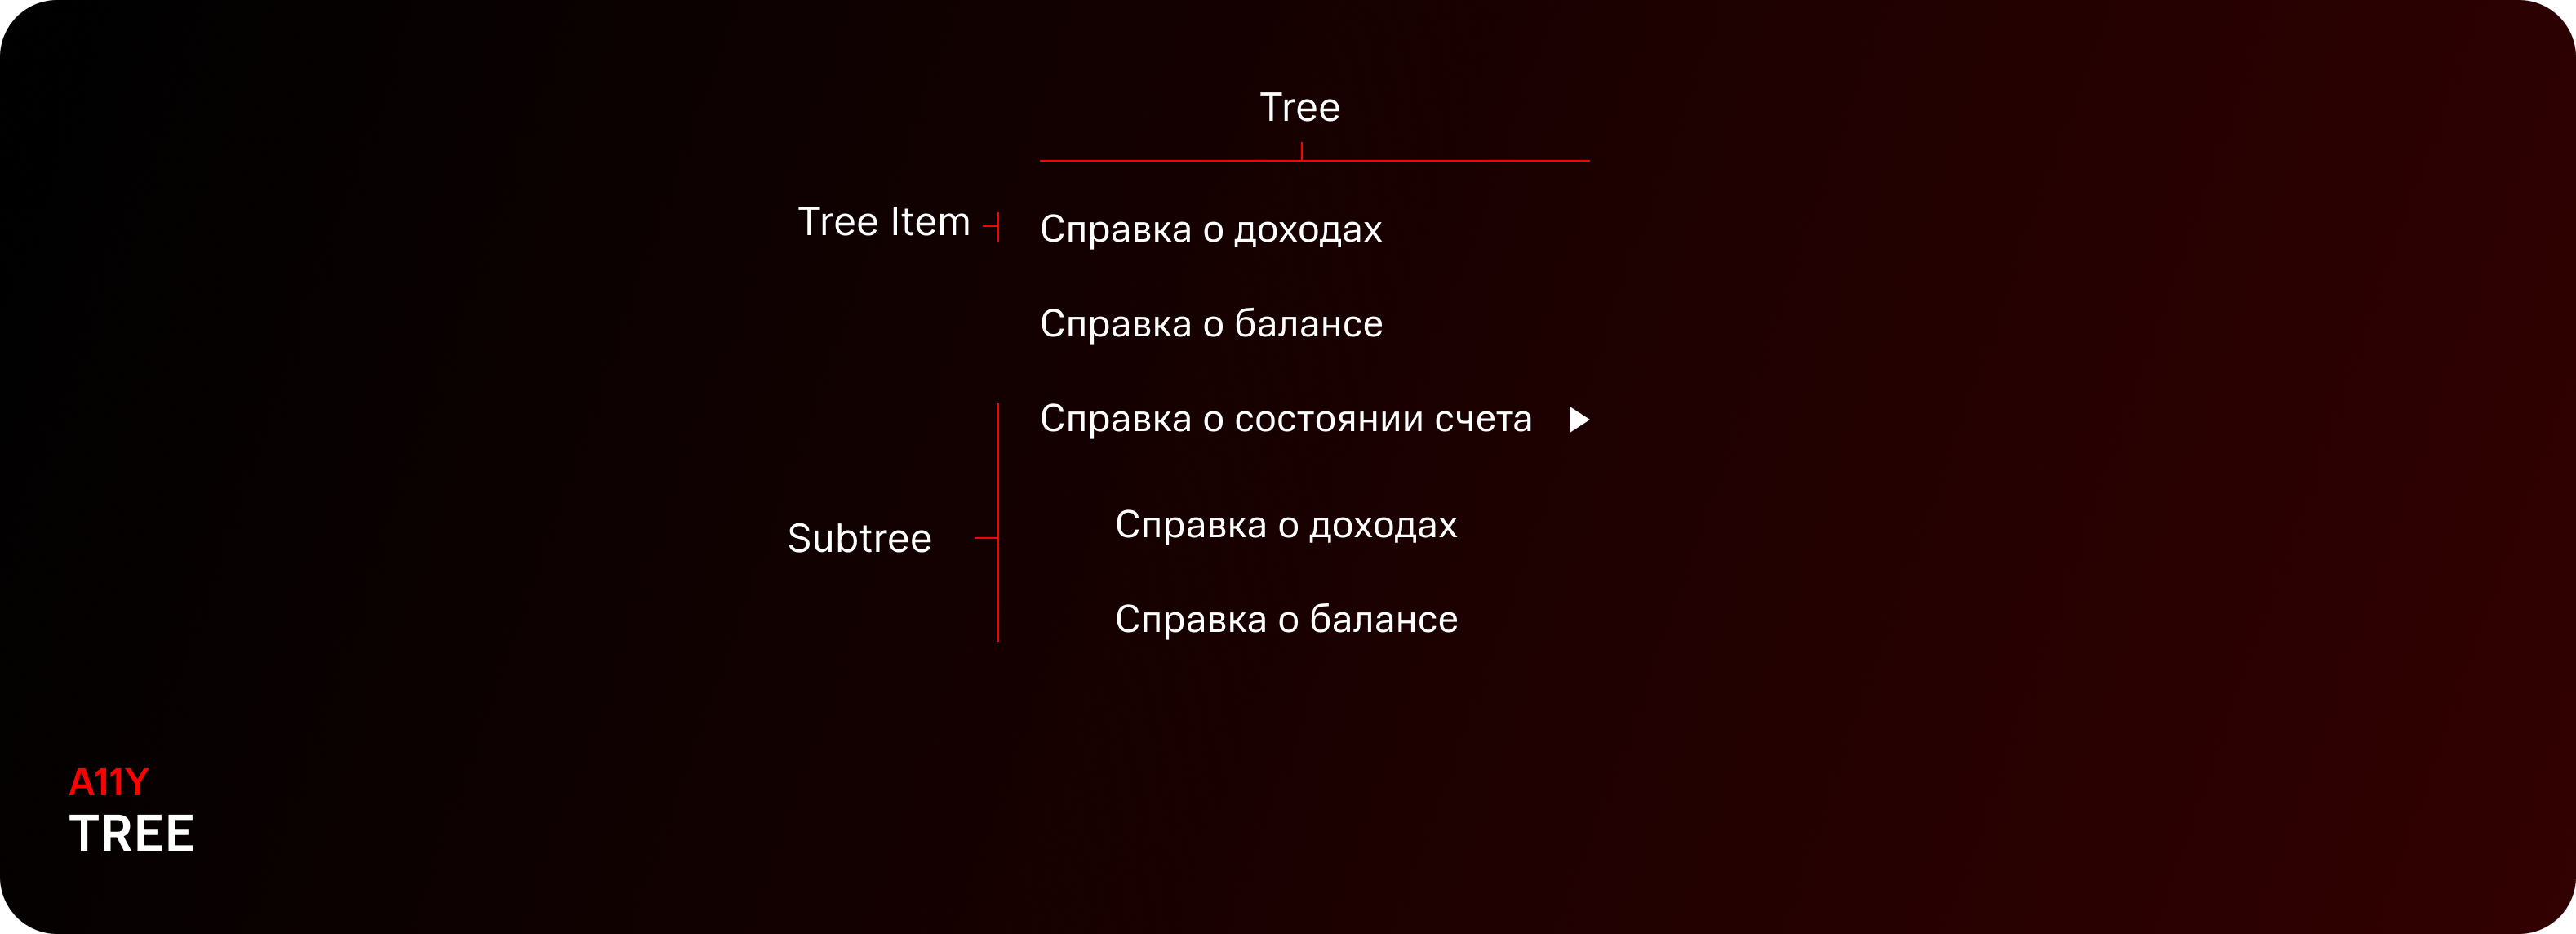 Tree
Tree Item
Справка о доходах
Справка о балансе
Справка о состоянии счета
Subtree
Справка о доходах
Справка о балансе
A11Y
TREE